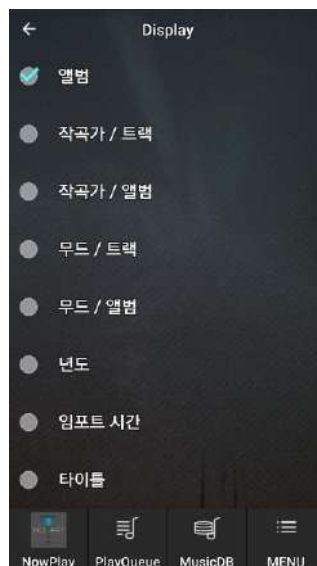 Display
앨범
작곡가 / 트랙
작곡가 / 앨범
무드 / 트랙
무드 / 앨범
년도
임포트 시간
타이틀
NowPlay PlayQueue MusicDB MENU